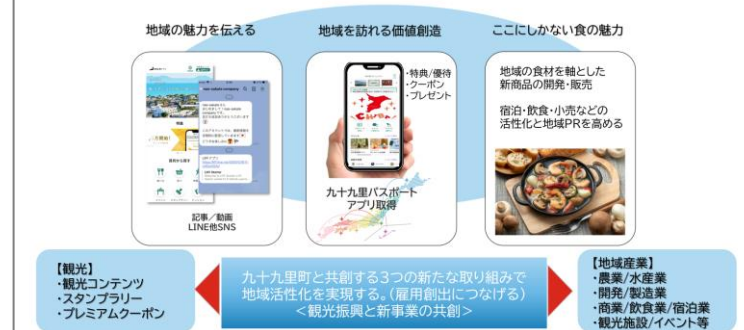 地域の魅力を伝える
地域を訪れる価値創造
ここにしかない食の魅力
記事／動画
LINE他SNS
・特典/優待
・クーポン
・プレゼント
九十九里パスポート
アプリ取得
地域の食材を軸とした
新商品の開発・販売
宿泊・飲食・小売などの
活性化と地域PRを高める
【観光】
・観光コンテンツ
・スタンプラリー
・プレミアムクーポン
九十九里町と共創する3つの新たな取り組みで
地域活性化を実現する。(雇用創出につなげる)
＜観光振興と新事業の共創＞
【地域産業】
・農業/水産業
・開発/製造業
・商業/飲食業/宿泊業
・観光施設/イベント等